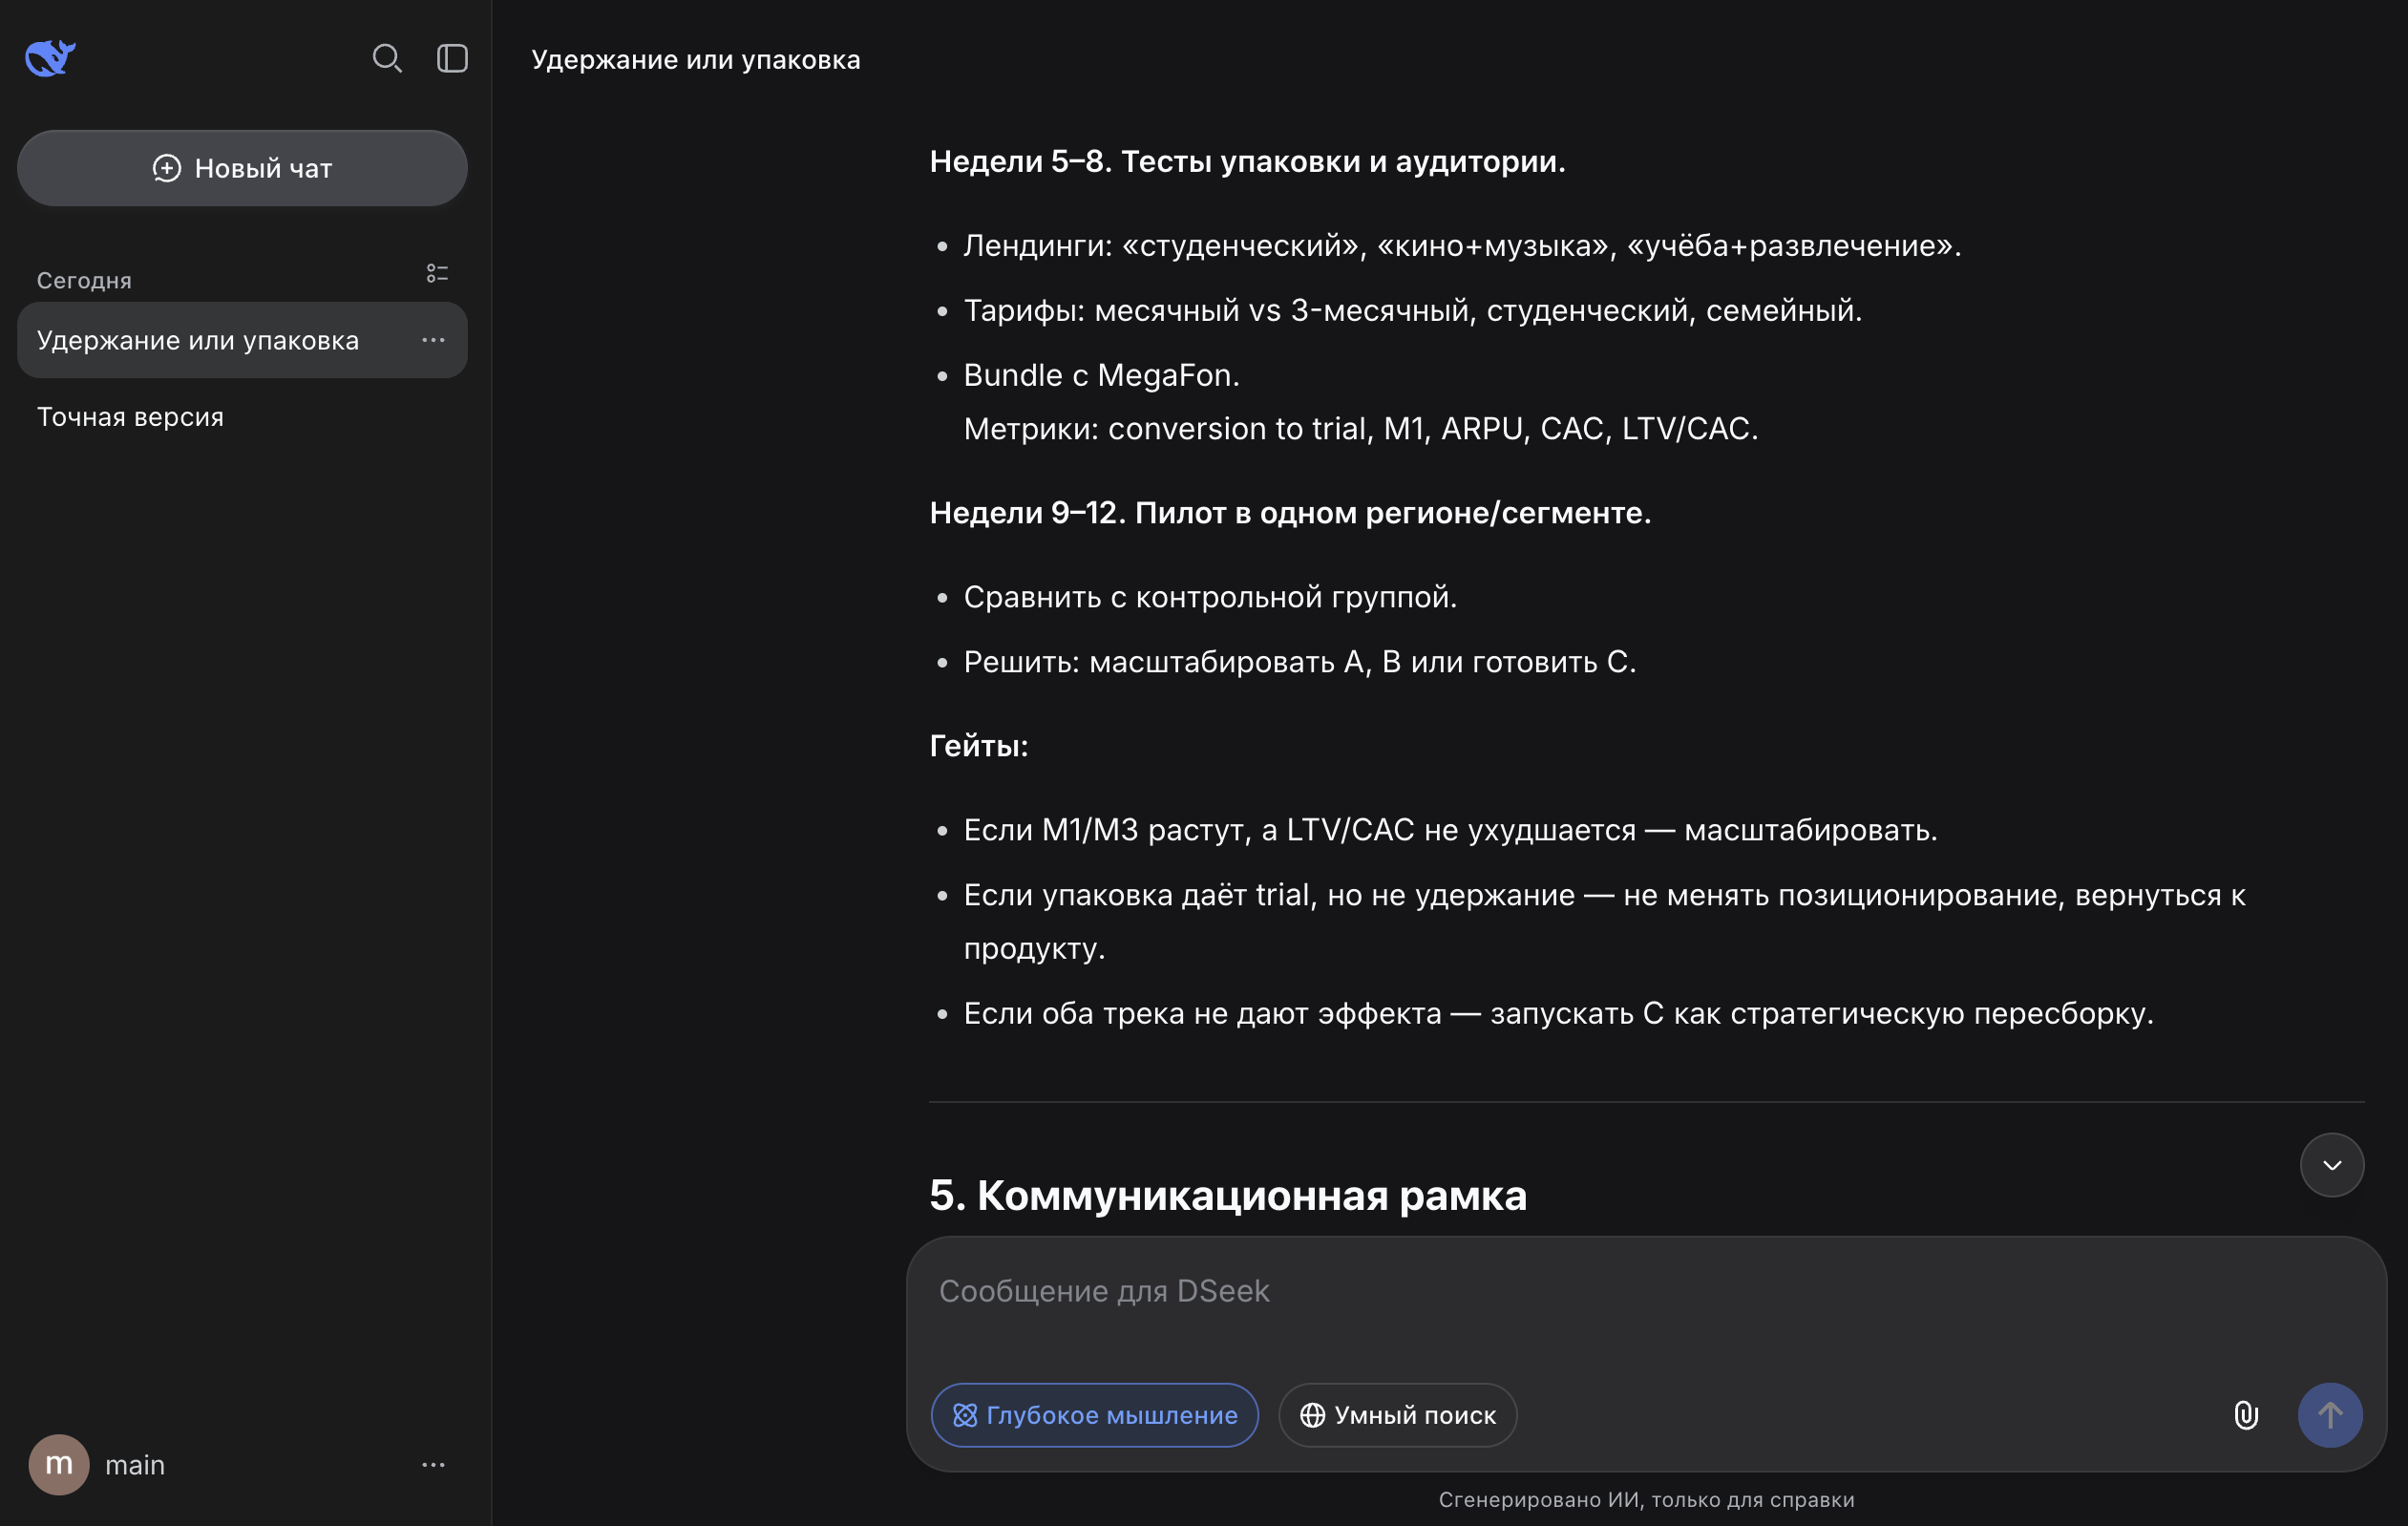 Новый чат
Сегодня
Удержание или упаковка
Точная версия
m main
Удержание или упаковка
Недели 5–8. Тесты упаковки и аудитории.
Лендинги: «студенческий», «кино+музыка», «учёба+развлечение».
Тарифы: месячный vs 3-месячный, студенческий, семейный.
Bundle с MegaFon.
Метрики: conversion to trial, M1, ARPU, CAC, LTV/CAC.
Недели 9–12. Пилот в одном регионе/сегменте.
Сравнить с контрольной группой.
Решить: масштабировать A, B или готовить C.
Гейты:
Если M1/M3 растут, а LTV/CAC не ухудшается — масштабировать.
Если упаковка даёт trial, но не удержание — не менять позиционирование, вернуться к
продукту.
Если оба трека не дают эффекта — запускать C как стратегическую пересборку.
5. Коммуникационная рамка
Сообщение для DSeek
Глубокое мышление
Умный поиск
Сгенерировано ИИ, только для справки